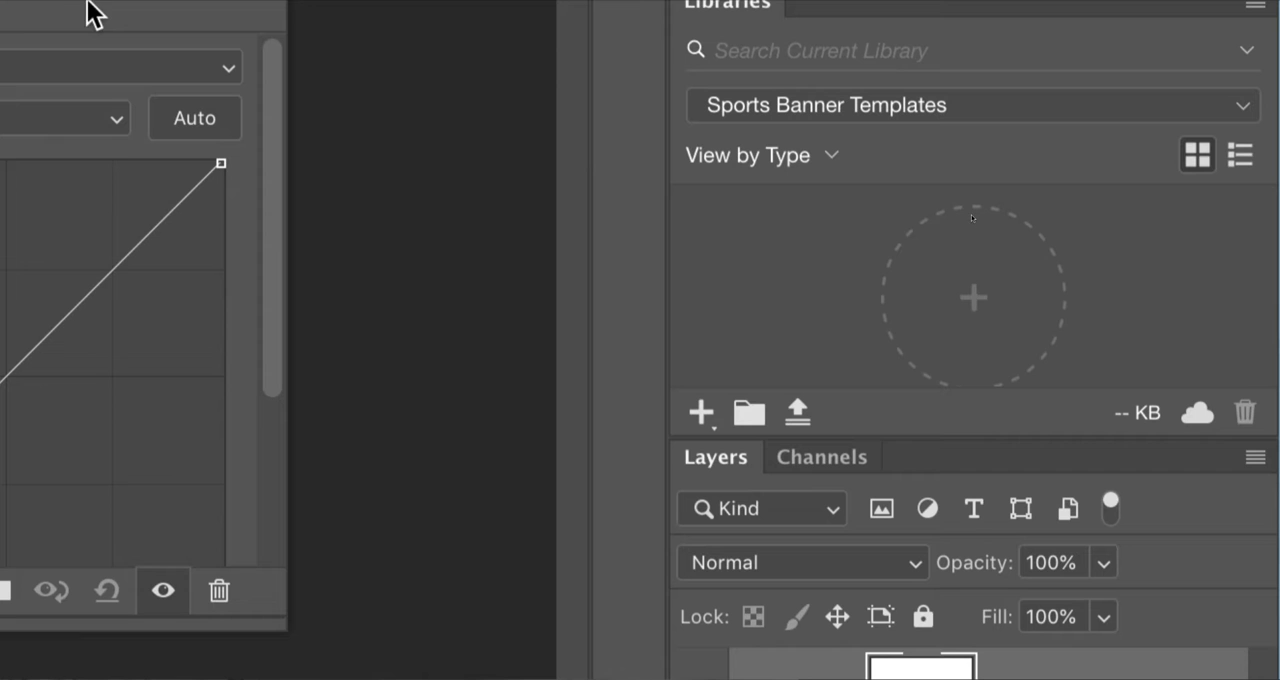 Libraries
Search Current Library
Sports Banner Templates
Auto
View by Type
-- KB
Layers
Channels
Kind
T
Normal
Opacity: 100%
Lock:
Fill: 100%